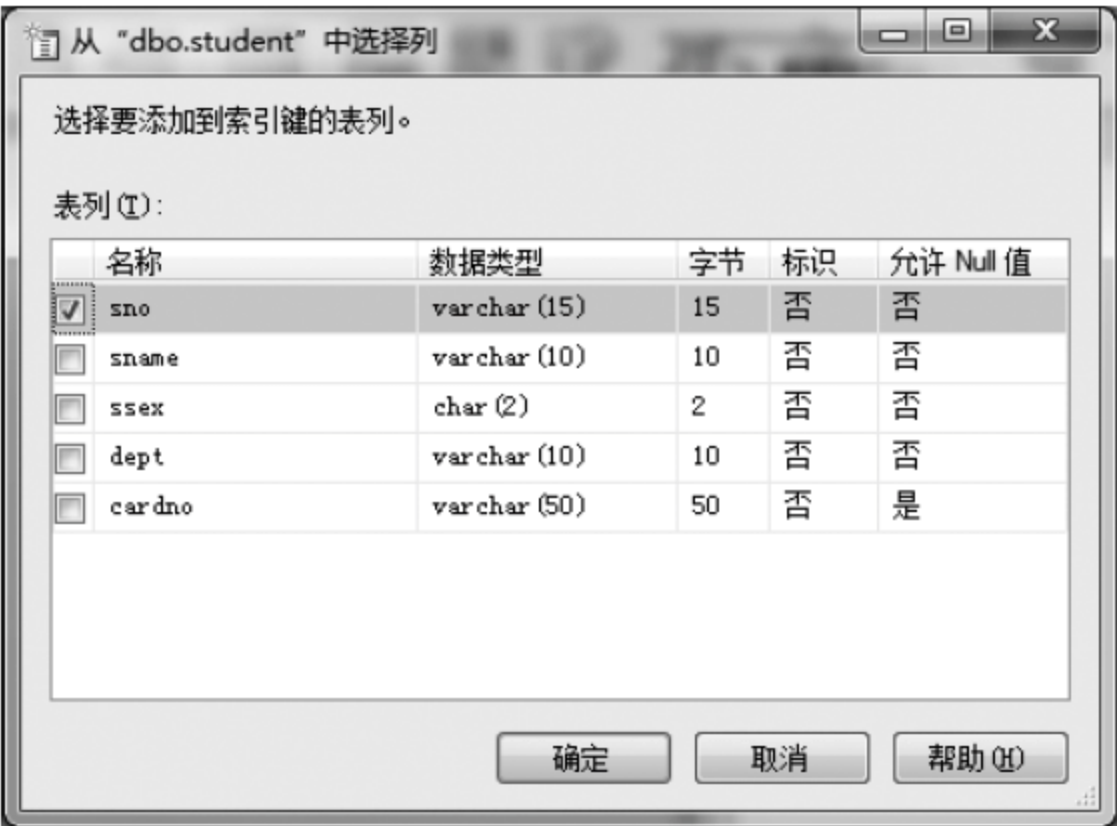 从 “dbo.student” 中选择列
选择要添加到索引键的表列。
表列(T):
名称 数据类型 字节 标识 允许 Null 值
sno varchar(15) 15 否 否
sname varchar(10) 10 否 否
ssex char(2) 2 否 否
dept varchar(10) 10 否 否
cardno varchar(50) 50 否 是
确定 取消 帮助(H)